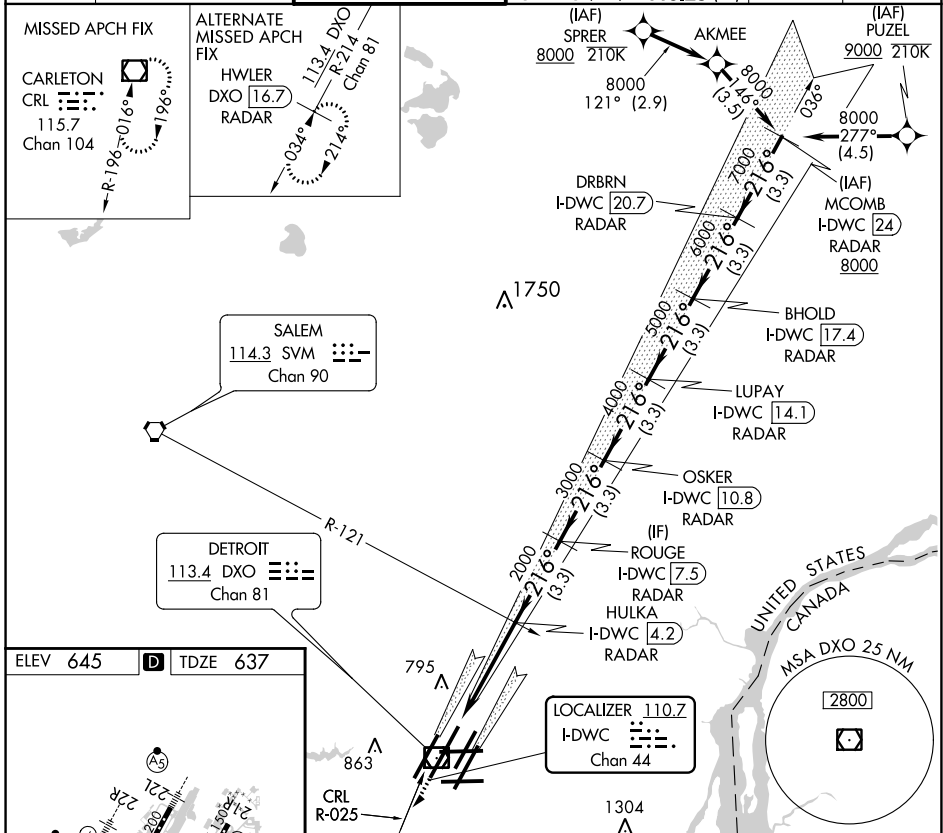 MISSED APCH FIX
CARLETON
CRL
115.7
Chan 104
R-196
016°
196°
ALTERNATE
MISSED APCH
FIX
HWLER
DXO 16.7
RADAR
113.4 DXO
R-214
Chan 81
034°
214°
(IAF)
SPRER
8000 210K
AKMEE
8000
121° (2.9)
8000
146°
(3.5)
(IAF)
PUZEL
9000 210K
036°
8000
277°
(4.5)
(IAF)
MCOMB
I-DWC 24
RADAR
8000
7000
216°
(3.3)
DRBRN
I-DWC 20.7
RADAR
6000
216°
(3.3)
BHOLD
I-DWC 17.4
RADAR
5000
216°
(3.3)
1750
LUPAY
I-DWC 14.1
RADAR
4000
216°
(3.3)
SALEM
114.3 SVM
Chan 90
OSKER
I-DWC 10.8
RADAR
3000
216°
(3.3)
R-121
(IF)
ROUGE
I-DWC 7.5
RADAR
2000
216°
(3.3)
DETROIT
113.4 DXO
Chan 81
HULKA
I-DWC 4.2
RADAR
UNITED STATES
CANADA
MSA DXO 25 NM
2800
ELEV 645
D
TDZE 637
795
863
LOCALIZER 110.7
I-DWC
Chan 44
CRL
R-025
1304
A5
22R
22L
200
150